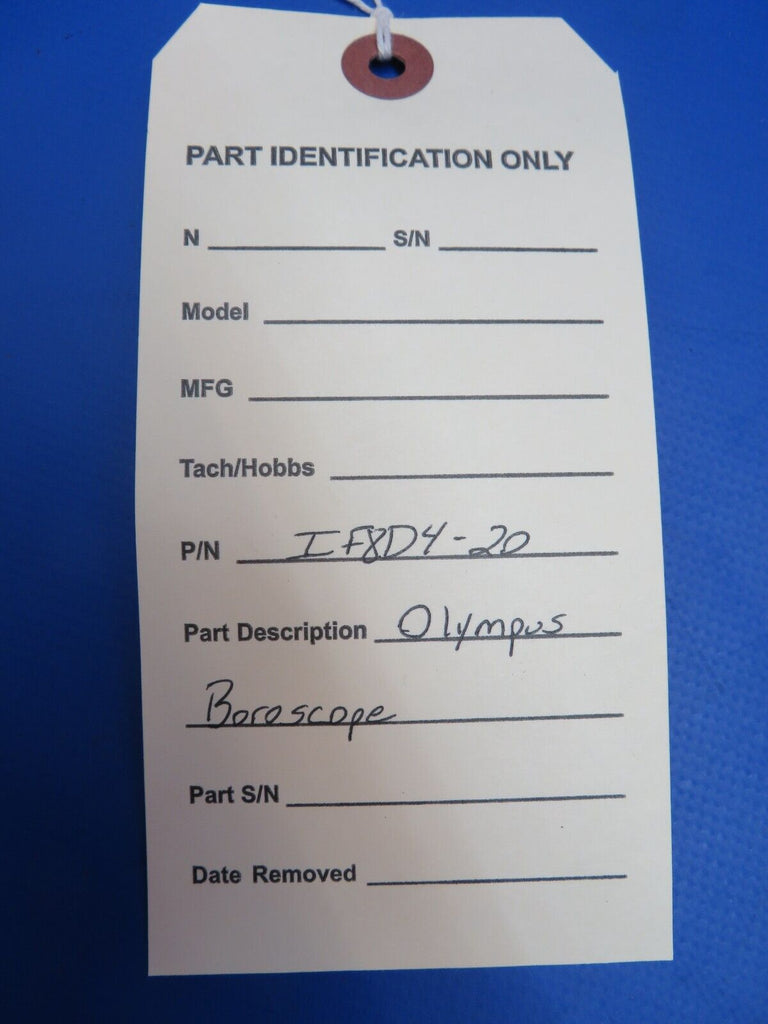 PART IDENTIFICATION ONLY
N S/N
Model
MFG
Tach/Hobbs
P/N IF8D4-20
Part Description Olympus
Boroscope
Part S/N
Date Removed